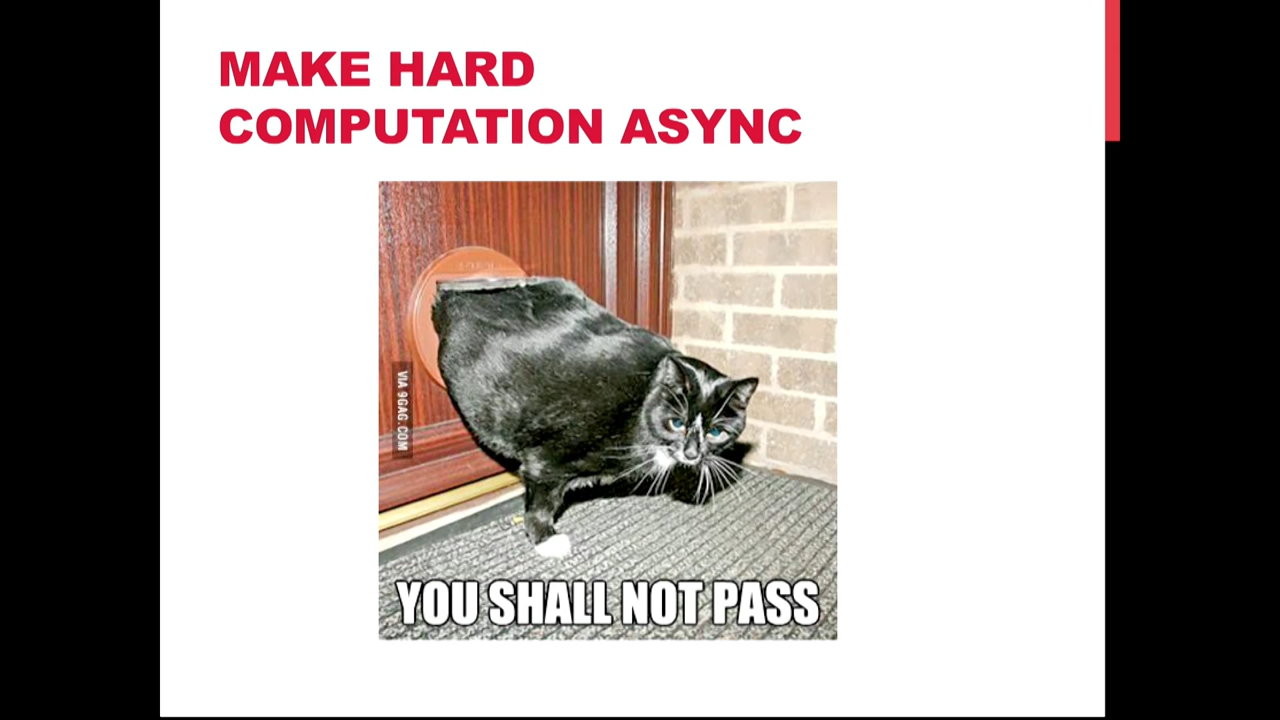 MAKE HARD
COMPUTATION ASYNC
VIA 9GAG.COM
YOU SHALL NOT PASS